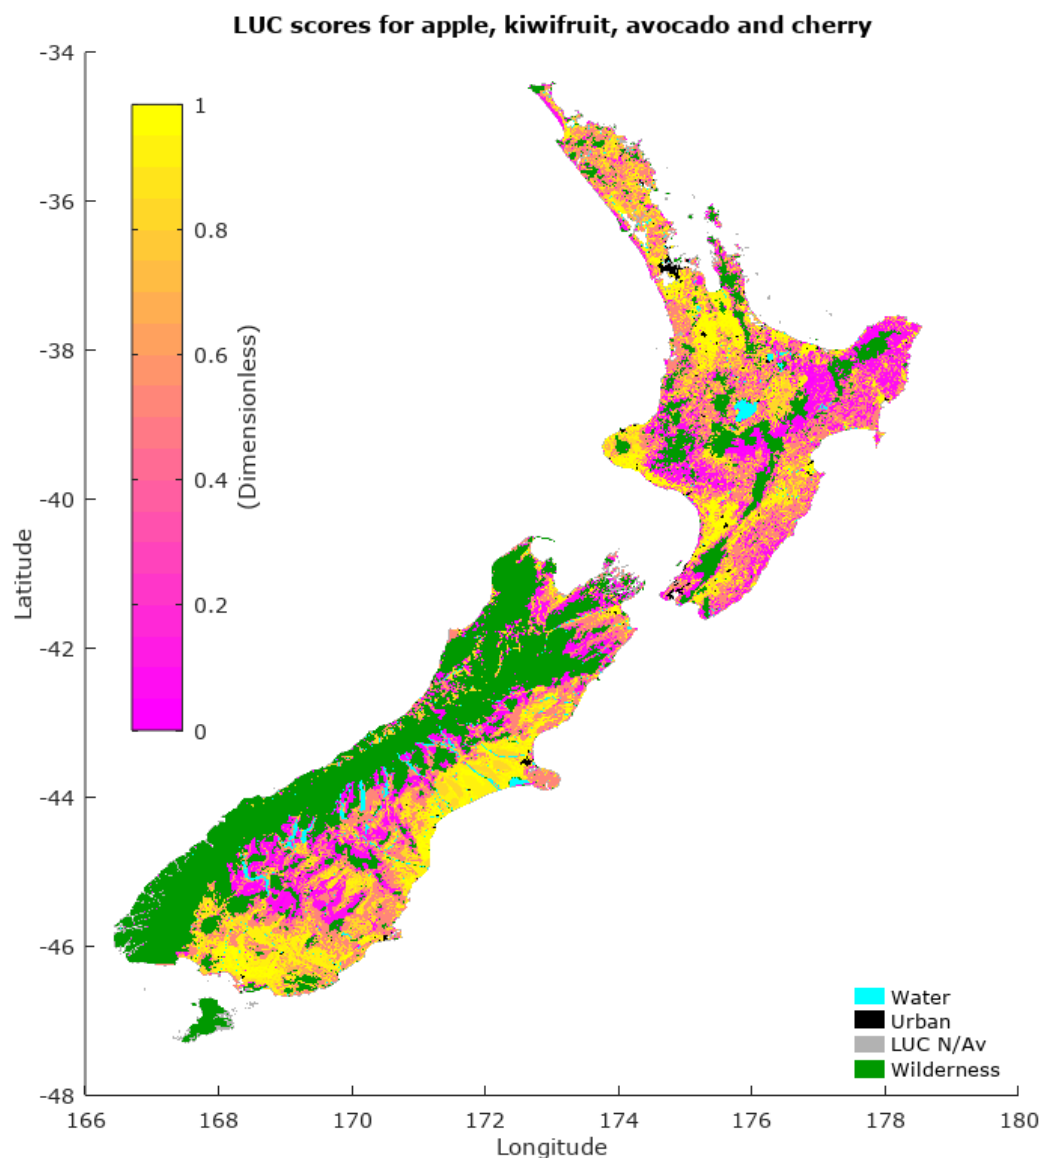 LUC scores for apple, kiwifruit, avocado and cherry
-34
-36
-38
-40
-42
-44
-46
-48
Latitude
1
0.8
0.6
0.4
0.2
0
(Dimensionless)
Water
Urban
LUC N/Av
Wilderness
166 168 170 172 174 176 178 180
Longitude